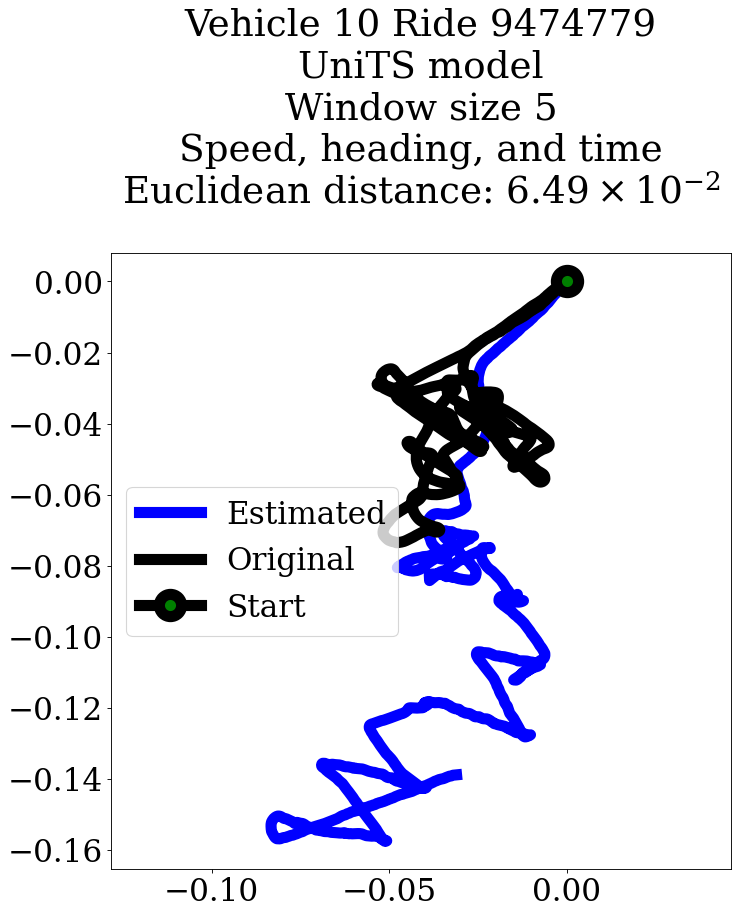 Vehicle 10 Ride 9474779
UniTS model
Window size 5
Speed, heading, and time
Euclidean distance: 6.49 × 10⁻²
0.00
−0.02
−0.04
−0.06
−0.08
−0.10
−0.12
−0.14
−0.16
Estimated
Original
Start
−0.10 −0.05 0.00